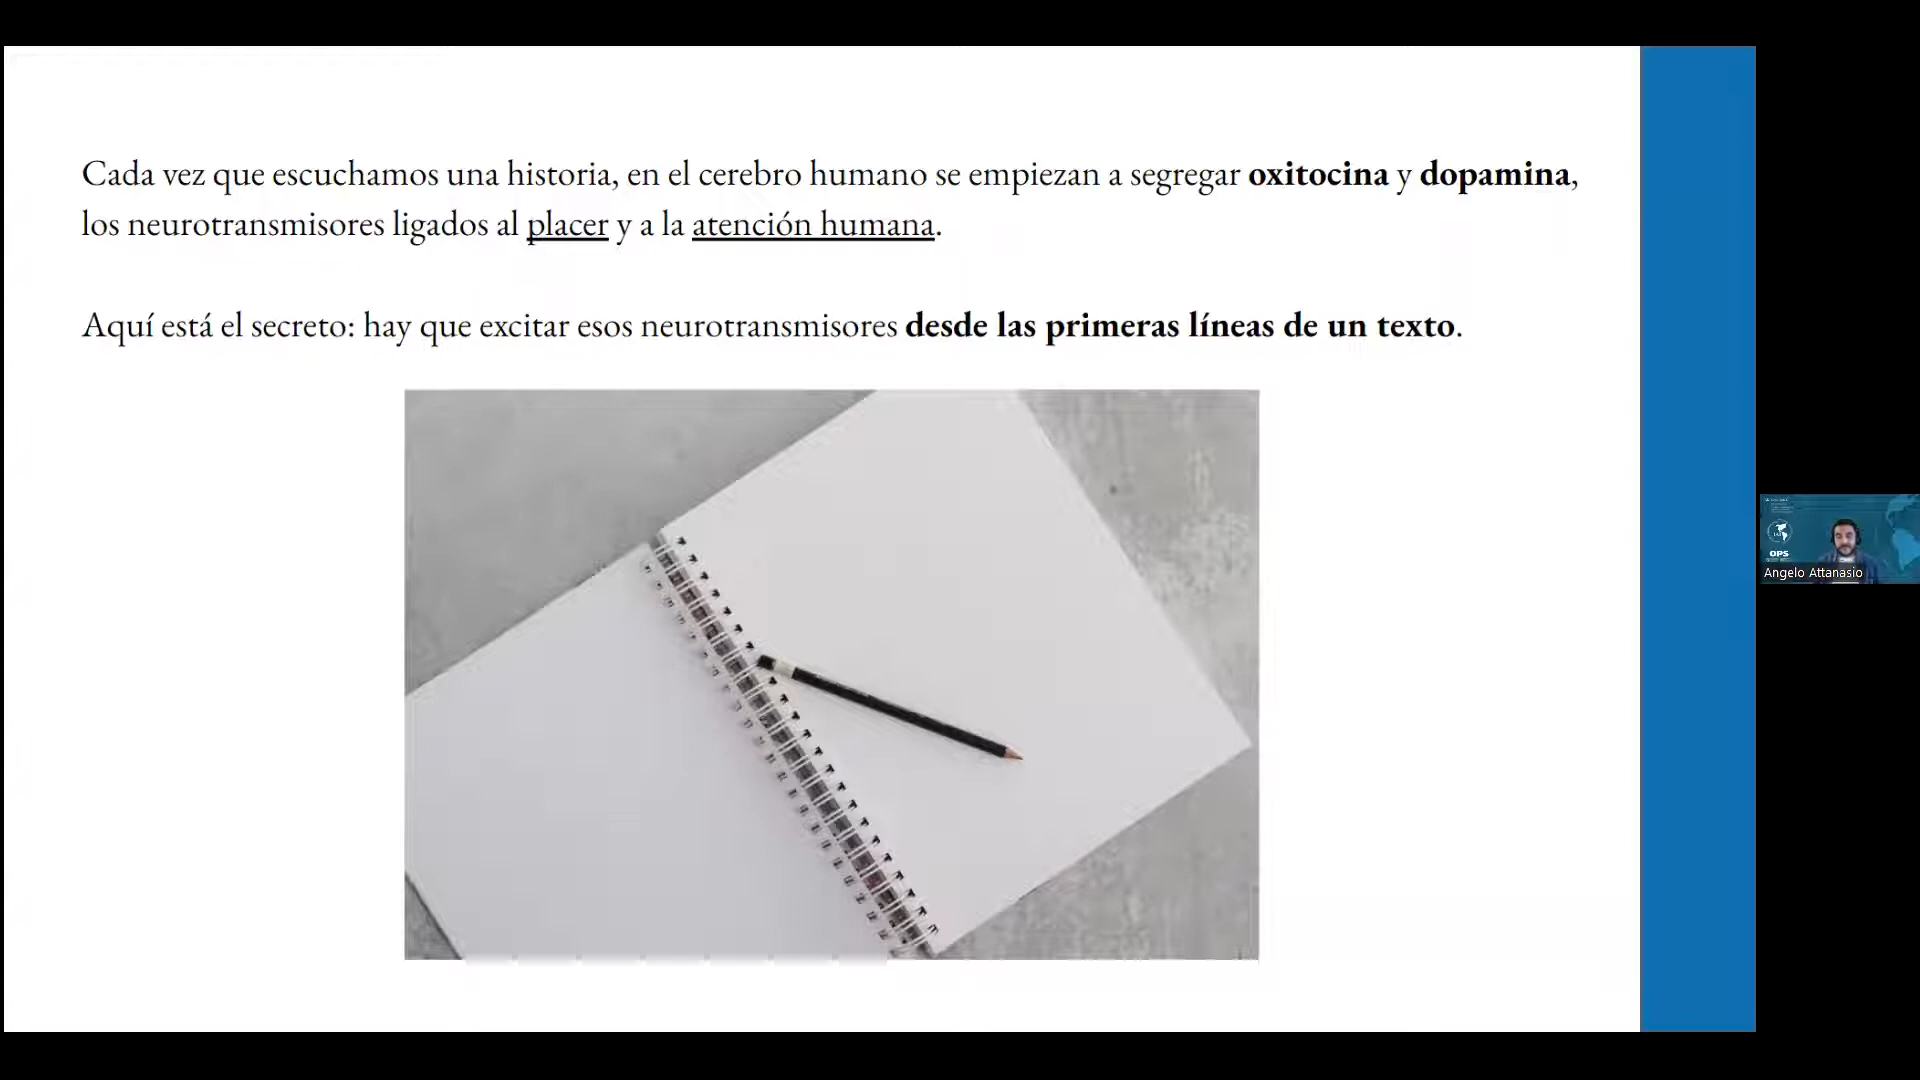 Cada vez que escuchamos una historia, en el cerebro humano se empiezan a segregar oxitocina y dopamina,
los neurotransmisores ligados al placer y a la atención humana.
Aquí está el secreto: hay que excitar esos neurotransmisores desde las primeras líneas de un texto.
OPS
Angelo Attanasio